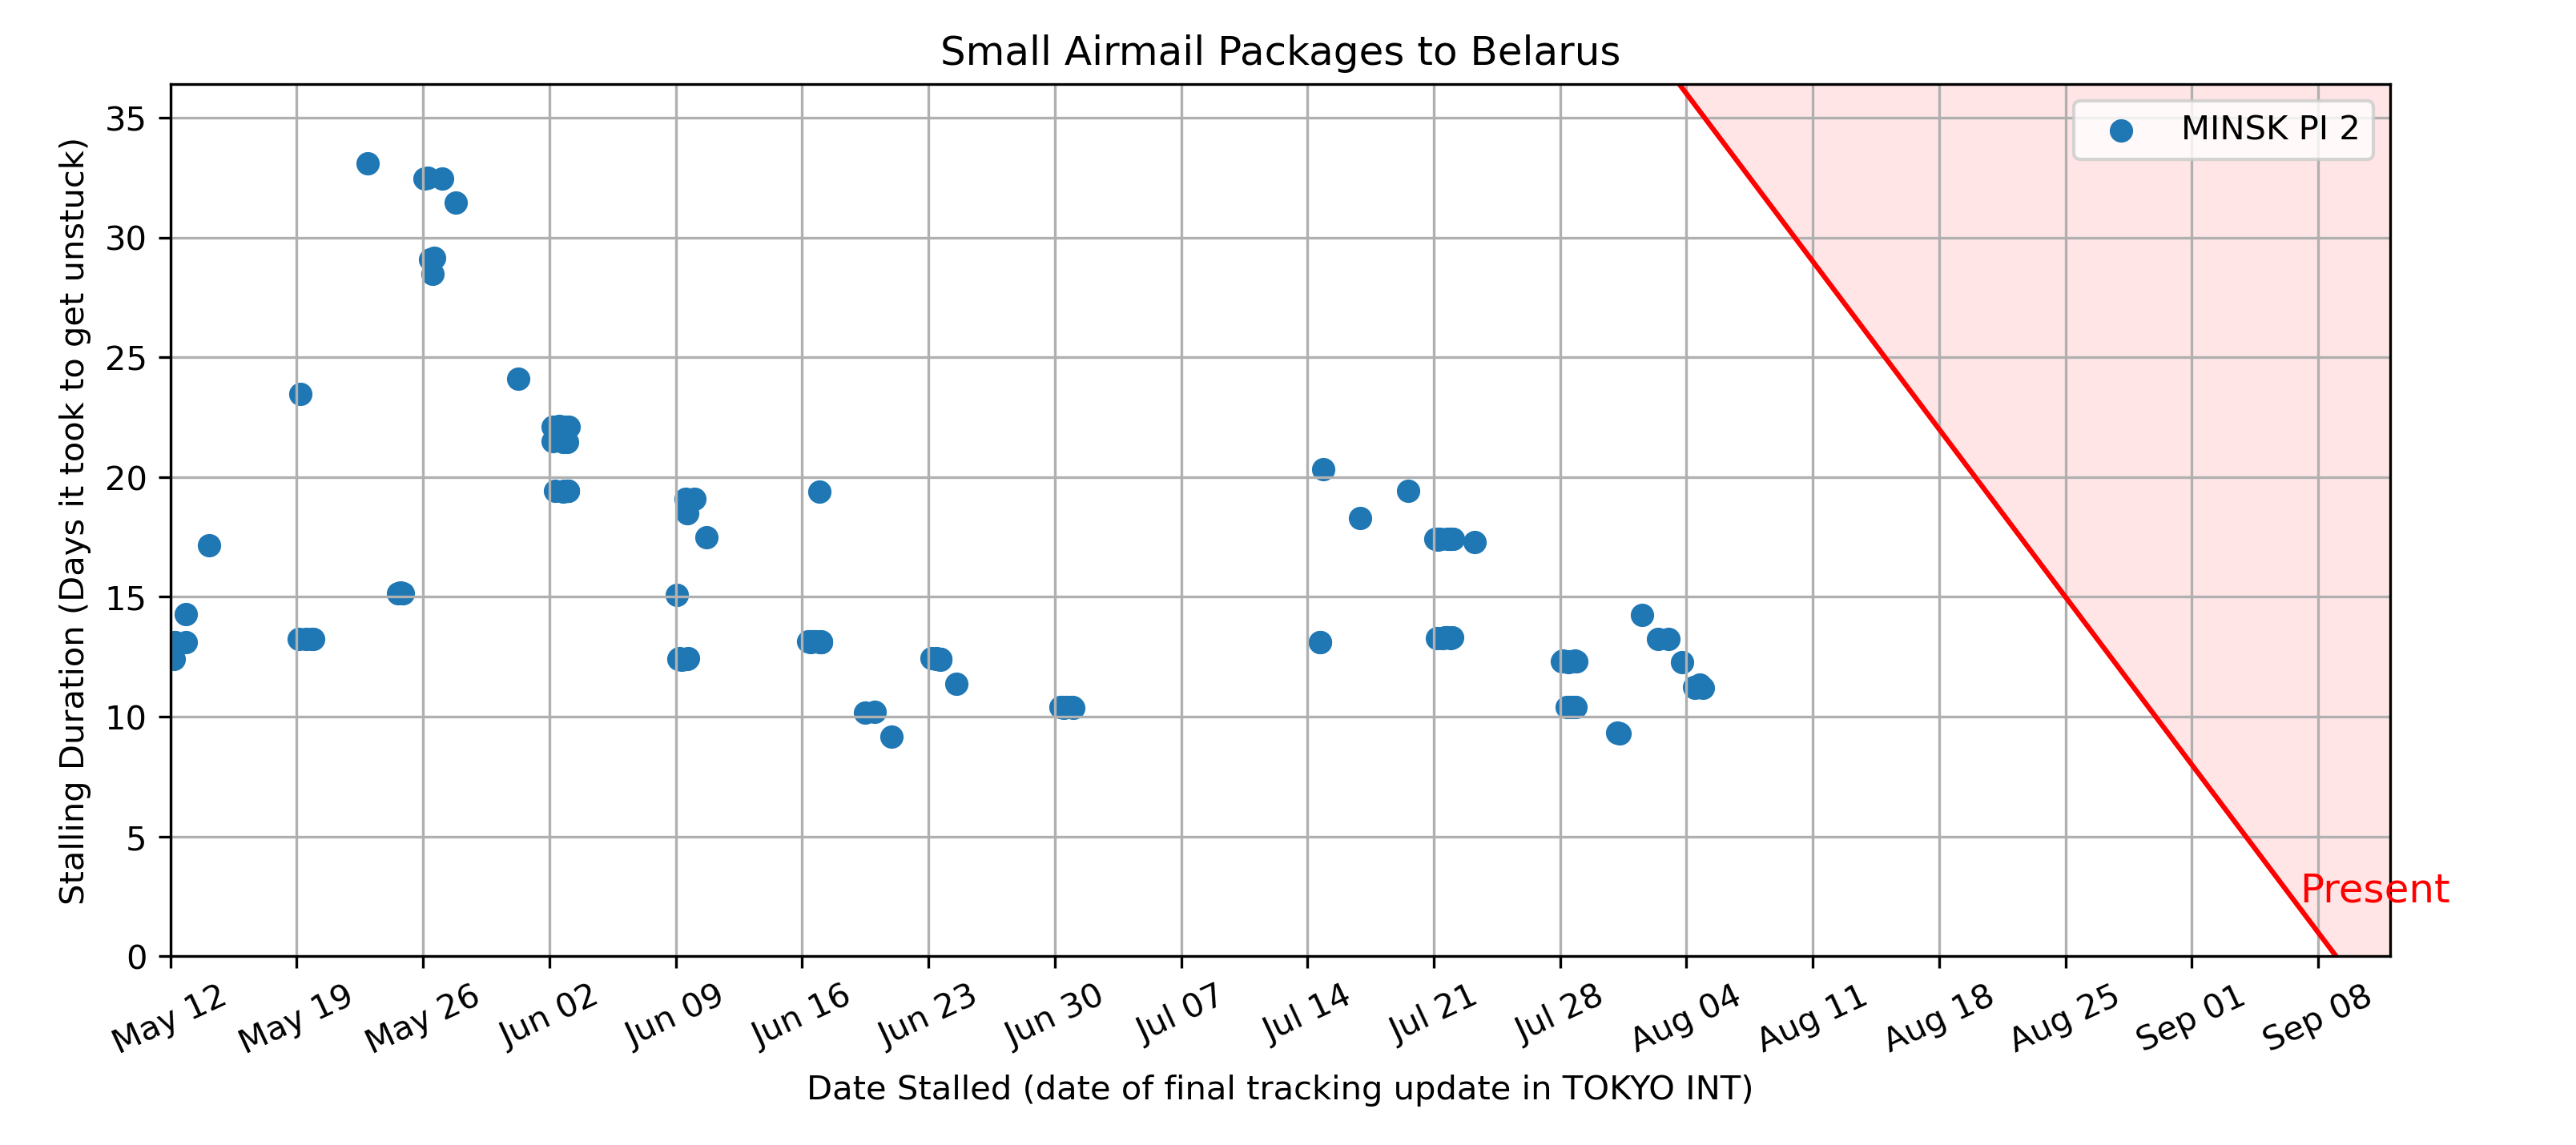 Small Airmail Packages to Belarus
MINSK PI 2
Stalling Duration (Days it took to get unstuck)
35
30
25
20
15
10
5
0
Present
May 12
May 19
May 26
Jun 02
Jun 09
Jun 16
Jun 23
Jun 30
Jul 07
Jul 14
Jul 21
Jul 28
Aug 04
Aug 11
Aug 18
Aug 25
Sep 01
Sep 08
Date Stalled (date of final tracking update in TOKYO INT)